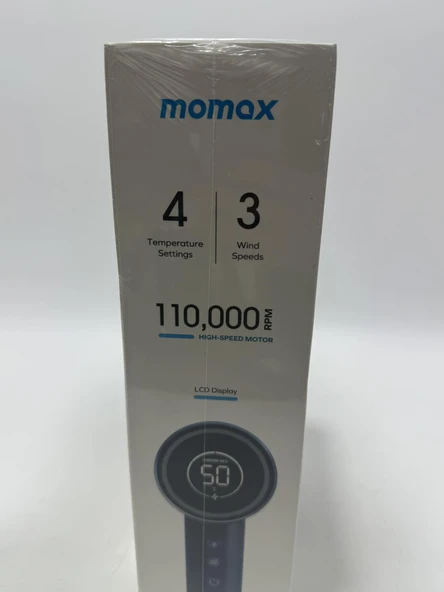 momax
4 3
Temperature Wind
Settings Speeds
110,000 RPM
HIGH-SPEED MOTOR
LCD Display
50